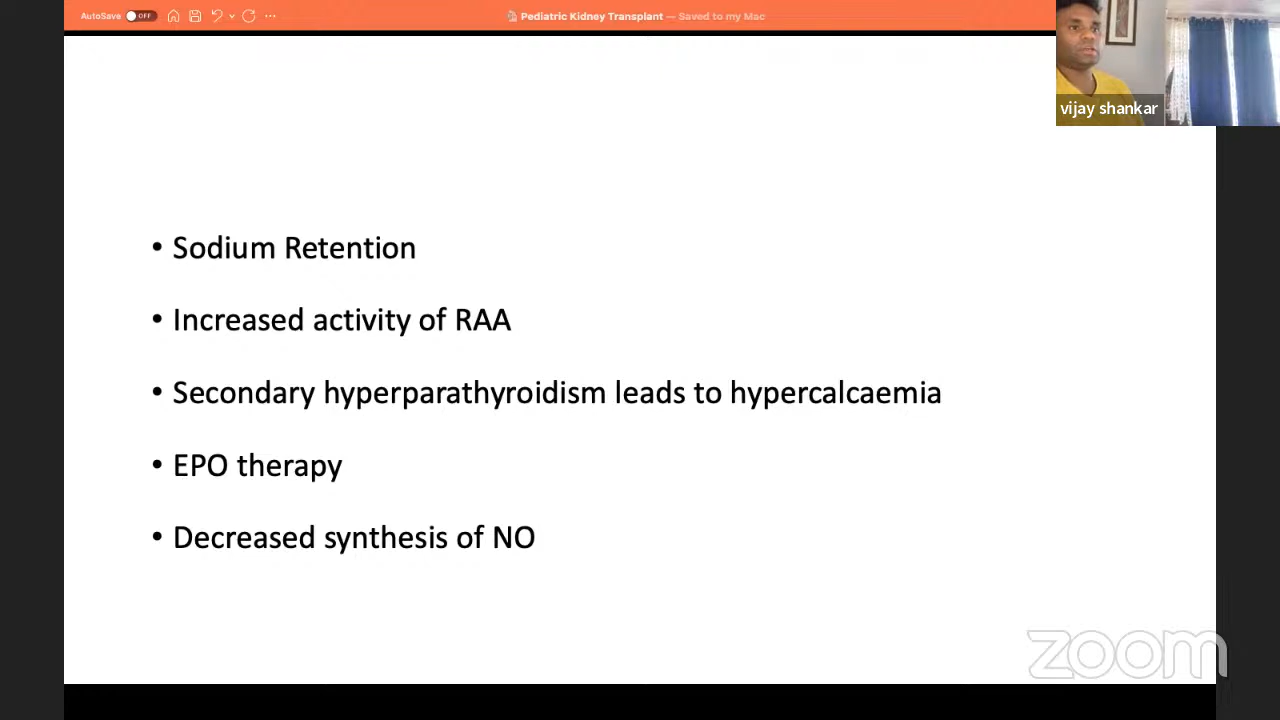 AutoSave OFF
Pediatric Kidney Transplant — Saved to my Mac
vijay shankar
• Sodium Retention
• Increased activity of RAA
• Secondary hyperparathyroidism leads to hypercalcaemia
• EPO therapy
• Decreased synthesis of NO
zoom